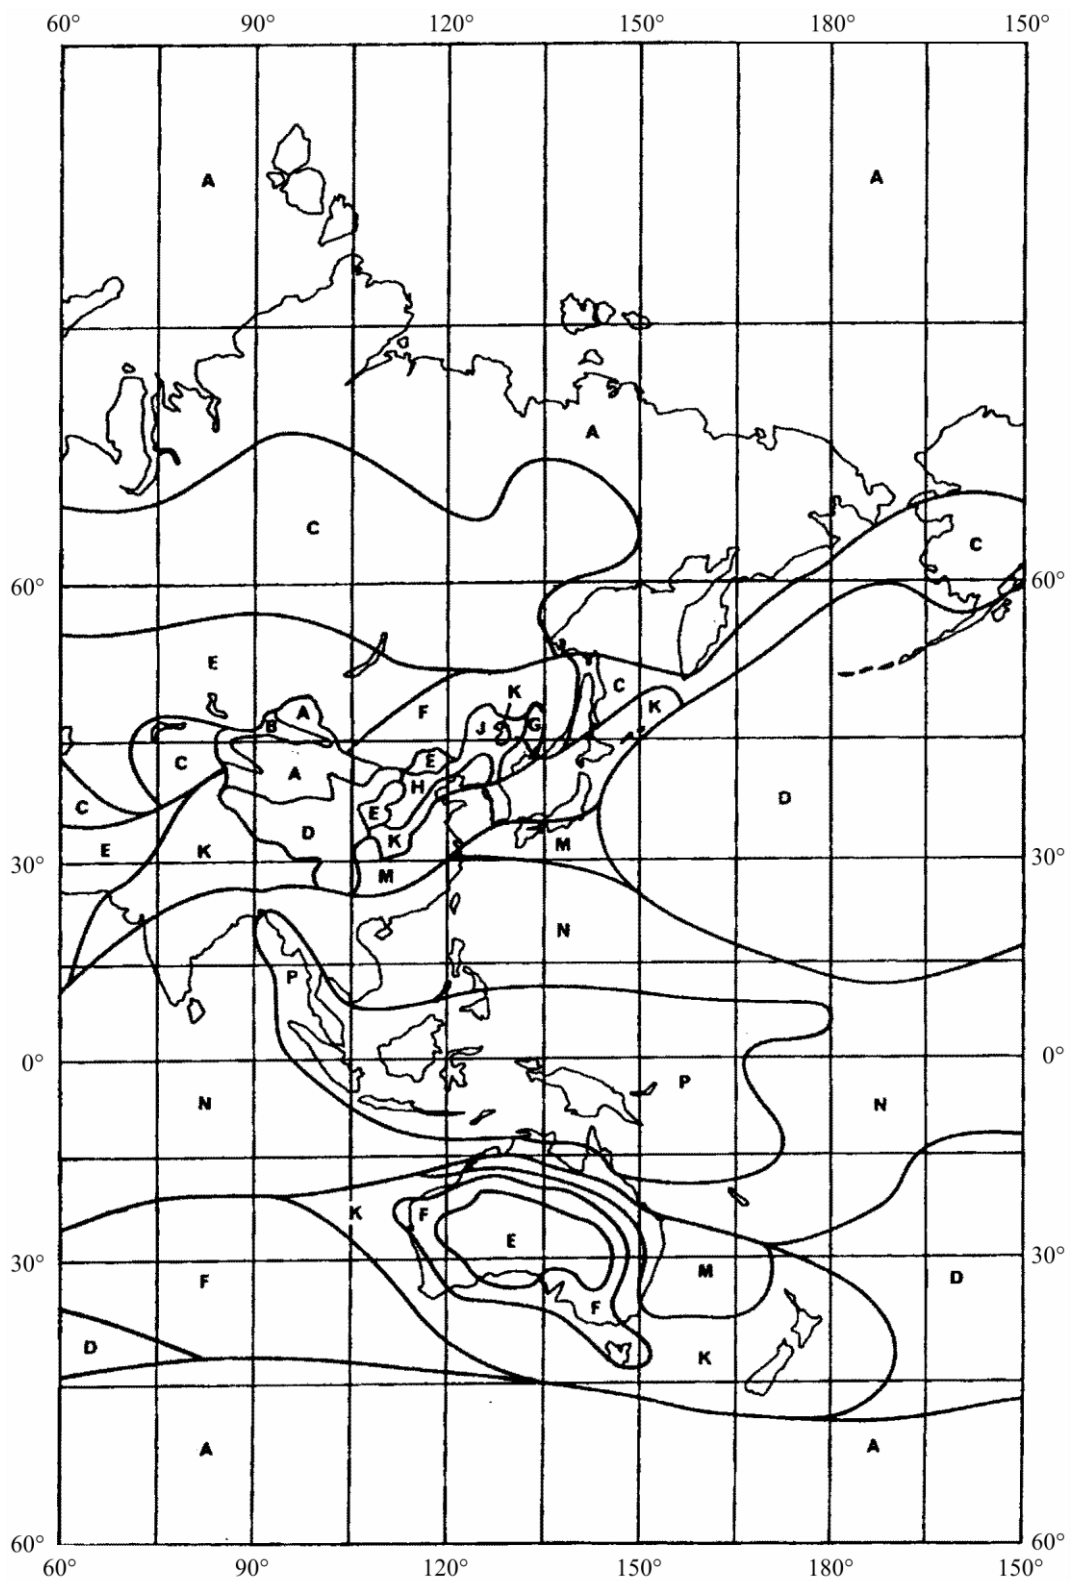 60° 90° 120° 150° 180° 150°
A A
A
C
C
60° 60°
E
K C
A F K
B J G
C E
A H D
C E
D K
E K M
30° 30°
M
N
P
0° 0°
P
N N
K F
E
30° M 30°
F D
F
D K
A A
60° 60°
60° 90° 120° 150° 180° 150°